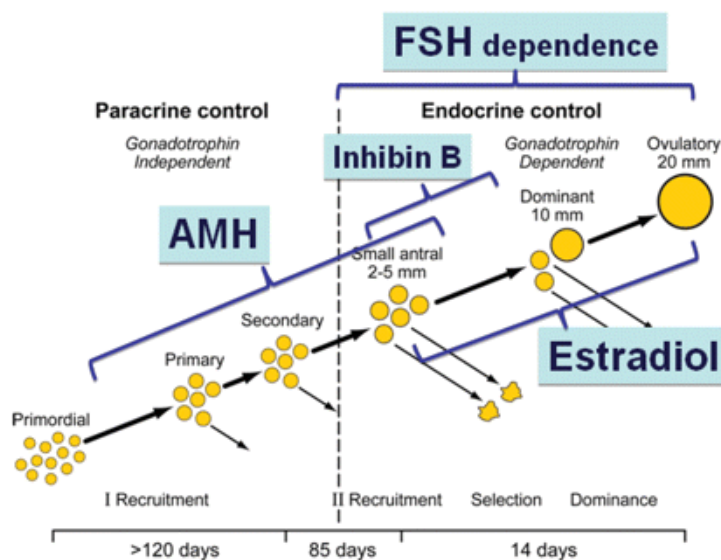 FSH dependence
Paracrine control
Endocrine control
Gonadotrophin
Independent
Inhibin B
Gonadotrophin
Dependent
Ovulatory
20 mm
Dominant
10 mm
AMH
Small antral
2-5 mm
Secondary
Primary
Estradiol
Primordial
I Recruitment
II Recruitment
Selection
Dominance
>120 days
85 days
14 days